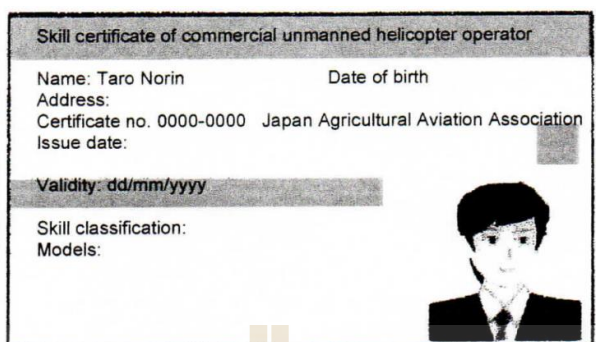 Skill certificate of commercial unmanned helicopter operator
Name: Taro Norin Date of birth
Address:
Certificate no. 0000-0000 Japan Agricultural Aviation Association
Issue date:
Validity: dd/mm/yyyy
Skill classification:
Models: